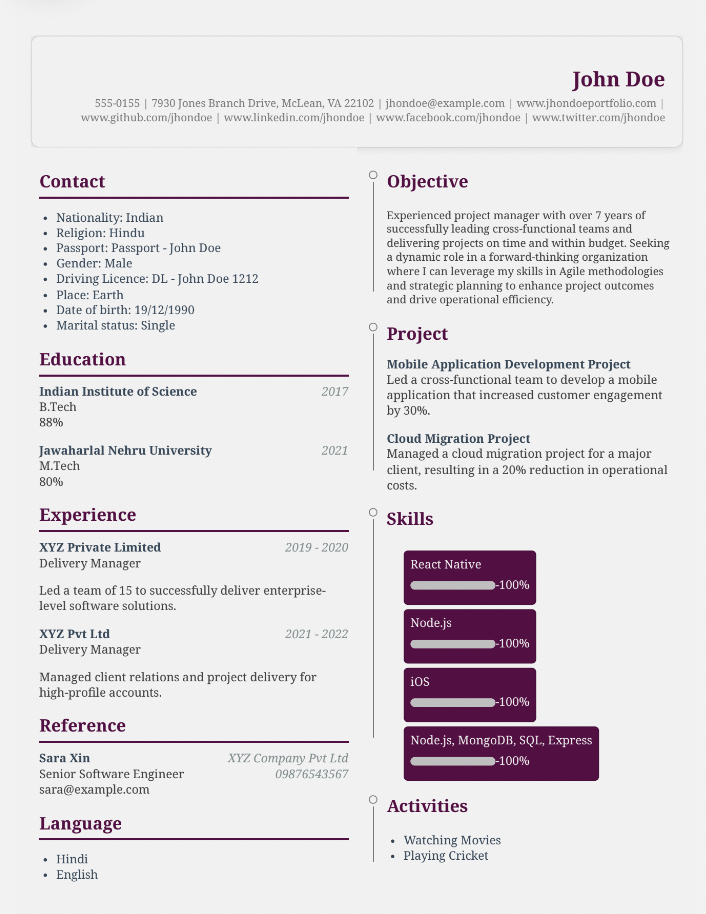 John Doe
555-0155 | 7930 Jones Branch Drive, McLean, VA 22102 | jhondoe@example.com | www.jhondoeportfolio.com |
www.github.com/jhondoe | www.linkedin.com/jhondoe | www.facebook.com/jhondoe | www.twitter.com/jhondoe
Contact
• Nationality: Indian
• Religion: Hindu
• Passport: Passport - John Doe
• Gender: Male
• Driving Licence: DL - John Doe 1212
• Place: Earth
• Date of birth: 19/12/1990
• Marital status: Single
Education
Indian Institute of Science 2017
B.Tech
88%
Jawaharlal Nehru University 2021
M.Tech
80%
Experience
XYZ Private Limited 2019 - 2020
Delivery Manager
Led a team of 15 to successfully deliver enterprise-
level software solutions.
XYZ Pvt Ltd 2021 - 2022
Delivery Manager
Managed client relations and project delivery for
high-profile accounts.
Reference
Sara Xin XYZ Company Pvt Ltd
Senior Software Engineer 09876543567
sara@example.com
Language
• Hindi
• English
Objective
Experienced project manager with over 7 years of
successfully leading cross-functional teams and
delivering projects on time and within budget. Seeking
a dynamic role in a forward-thinking organization
where I can leverage my skills in Agile methodologies
and strategic planning to enhance project outcomes
and drive operational efficiency.
Project
Mobile Application Development Project
Led a cross-functional team to develop a mobile
application that increased customer engagement
by 30%.
Cloud Migration Project
Managed a cloud migration project for a major
client, resulting in a 20% reduction in operational
costs.
Skills
React Native
-100%
Node.js
-100%
iOS
-100%
Node.js, MongoDB, SQL, Express
-100%
Activities
• Watching Movies
• Playing Cricket